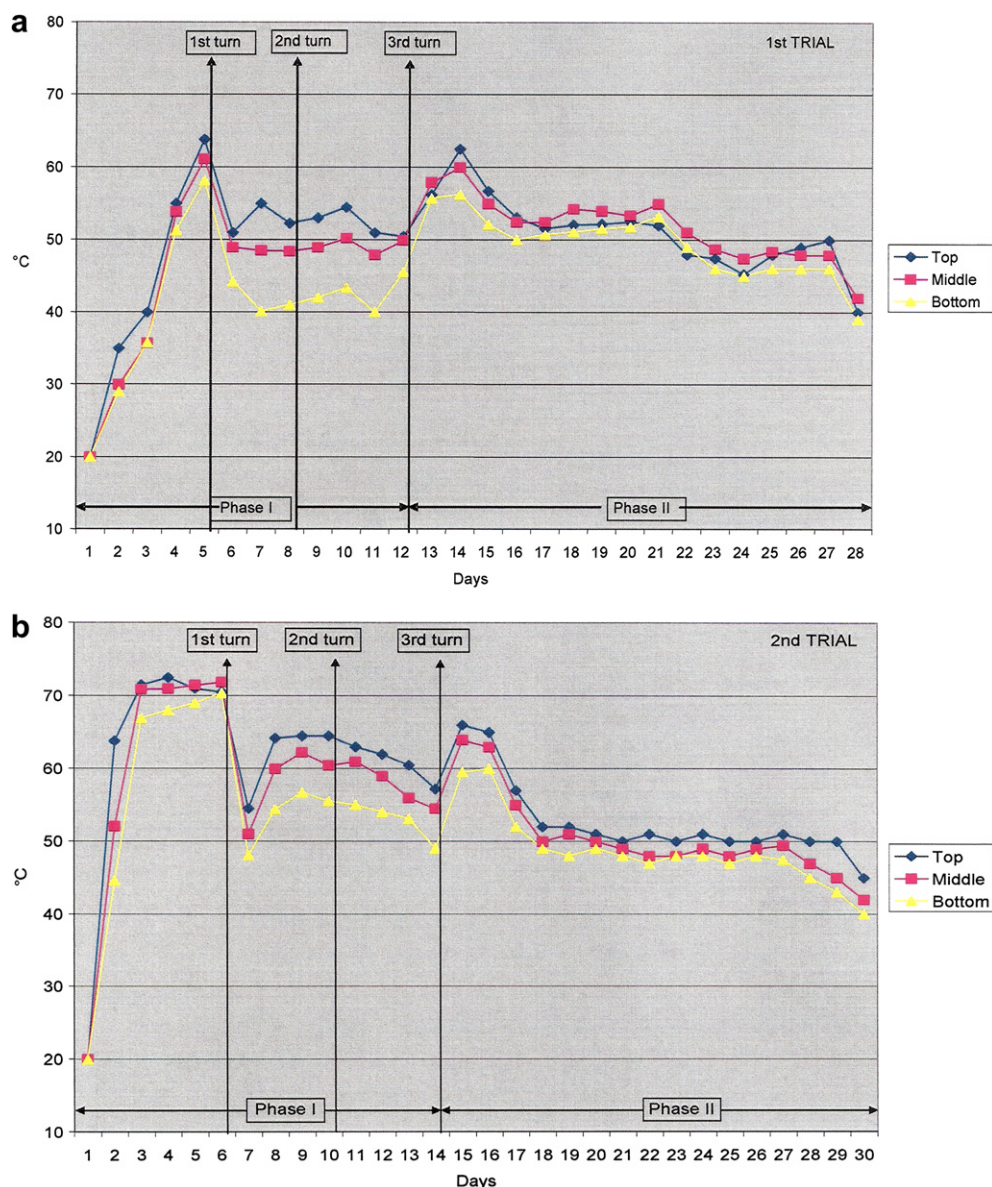 a
1st TRIAL
1st turn
2nd turn
3rd turn
80
70
60
50
40
30
20
10
°C
Phase I
Phase II
1 2 3 4 5 6 7 8 9 10 11 12 13 14 15 16 17 18 19 20 21 22 23 24 25 26 27 28
Days
Top
Middle
Bottom
b
2nd TRIAL
1st turn
2nd turn
3rd turn
80
70
60
50
40
30
20
10
°C
Phase I
Phase II
1 2 3 4 5 6 7 8 9 10 11 12 13 14 15 16 17 18 19 20 21 22 23 24 25 26 27 28 29 30
Days
Top
Middle
Bottom